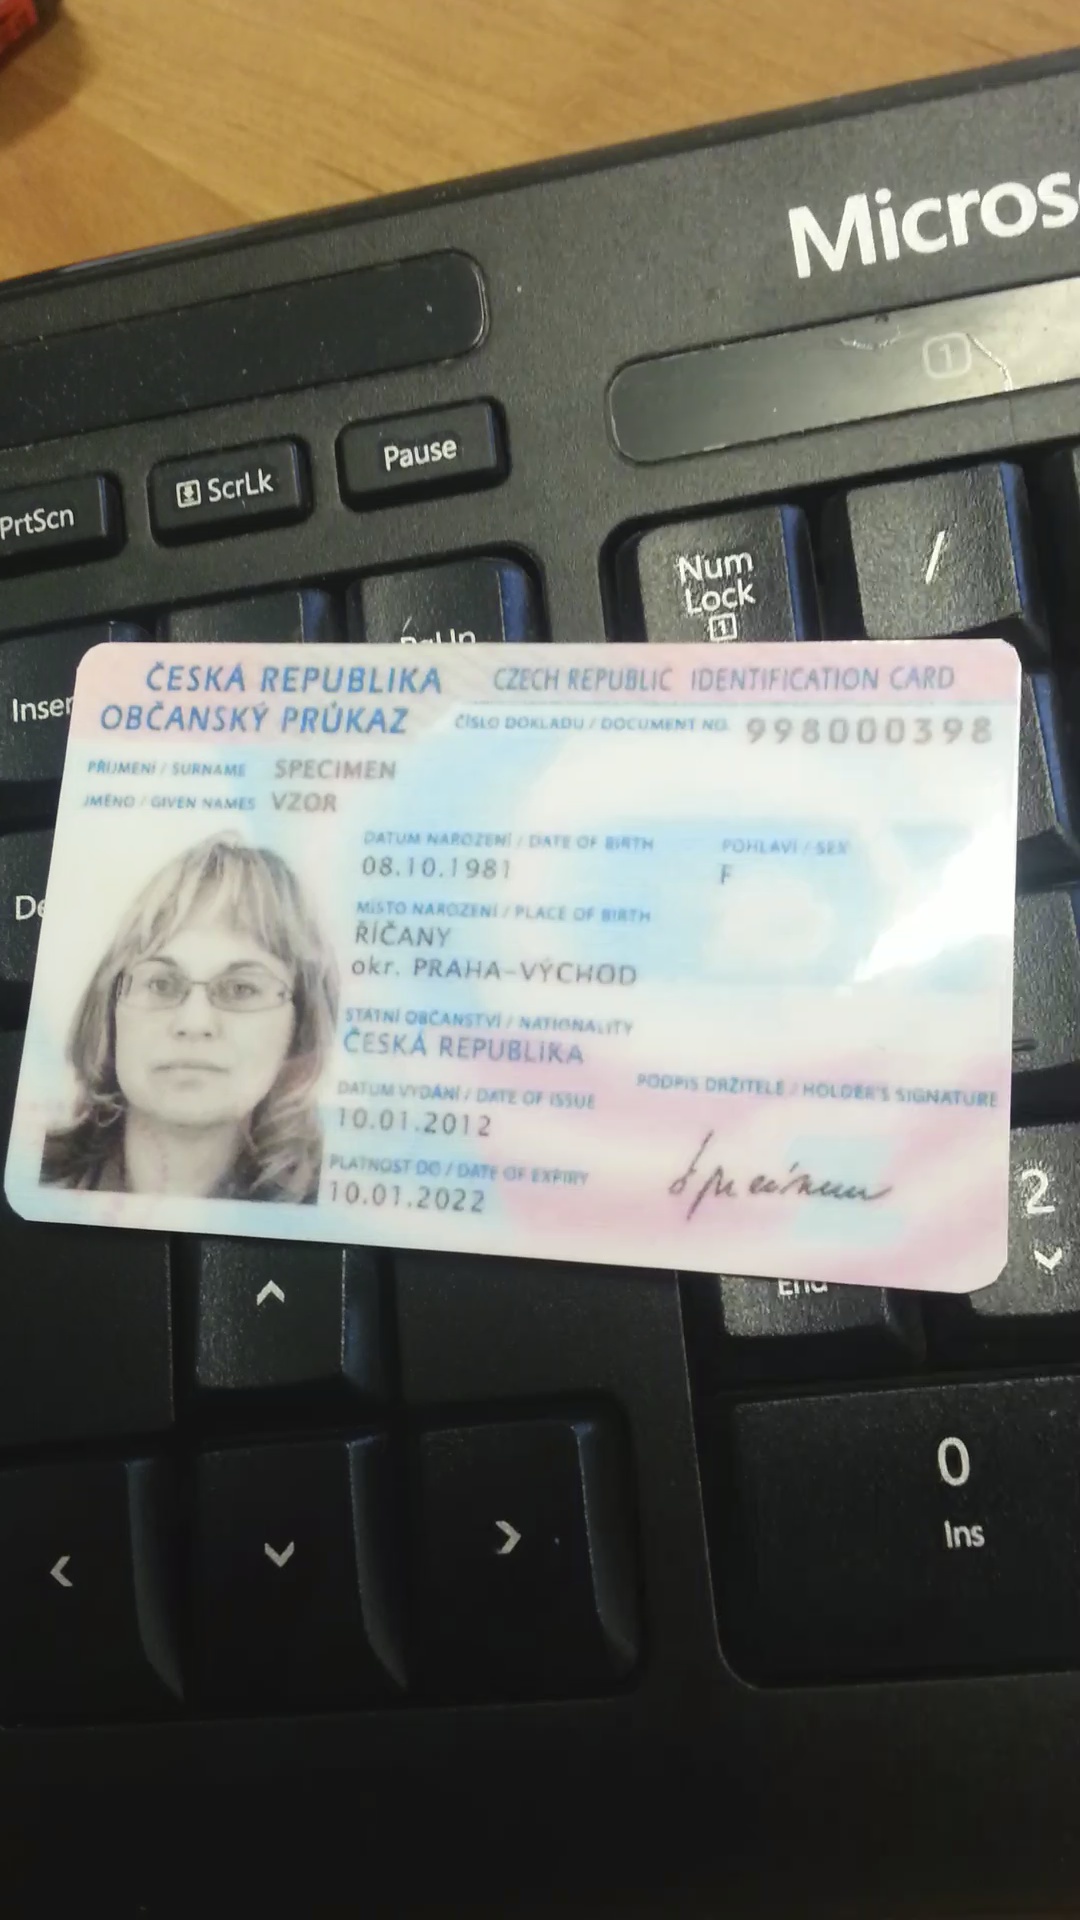 Micros
1
Pause
ScrLk
PrtScn
Num
Lock
1
/
PgUn
Inser
ČESKÁ REPUBLIKA CZECH REPUBLIC IDENTIFICATION CARD
OBČANSKÝ PRŮKAZ ČÍSLO DOKLADU / DOCUMENT NO. 998000398
PŘÍJMENÍ / SURNAME SPECIMEN
JMÉNO / GIVEN NAMES VZOR
DATUM NAROZENÍ / DATE OF BIRTH POHLAVÍ / SEX
08.10.1981 F
De
MÍSTO NAROZENÍ / PLACE OF BIRTH
ŘÍČANY
okr. PRAHA-VÝCHOD
STÁTNÍ OBČANSTVÍ / NATIONALITY
ČESKÁ REPUBLIKA
PODPIS DRŽITELE / HOLDER'S SIGNATURE
DATUM VYDÁNÍ / DATE OF ISSUE
10.01.2012
PLATNOST DO / DATE OF EXPIRY
10.01.2022
Specimen
2
End
0
Ins